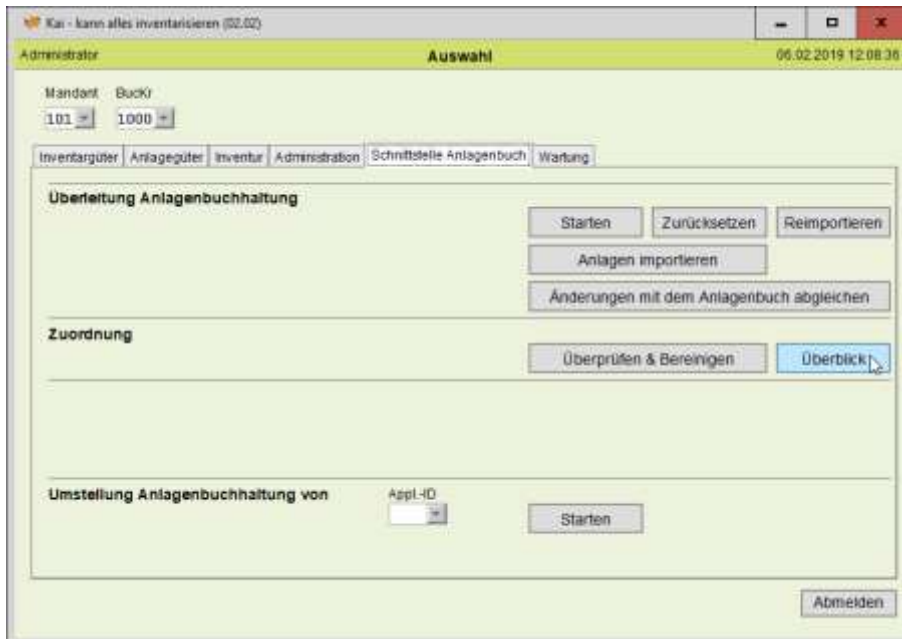 Kai - kann alles inventarisieren (02.02)
Administrator Auswahl 06.02.2019 12:08:36
Mandant BucKr
101 1000
Inventargüter Anlagegüter Inventur Administration Schnittstelle Anlagenbuch Wartung
Überleitung Anlagenbuchhaltung
Starten Zurücksetzen Reimportieren
Anlagen importieren
Änderungen mit dem Anlagenbuch abgleichen
Zuordnung
Überprüfen & Bereinigen Überblick
Umstellung Anlagenbuchhaltung von Appl.-ID
Starten
Abmelden